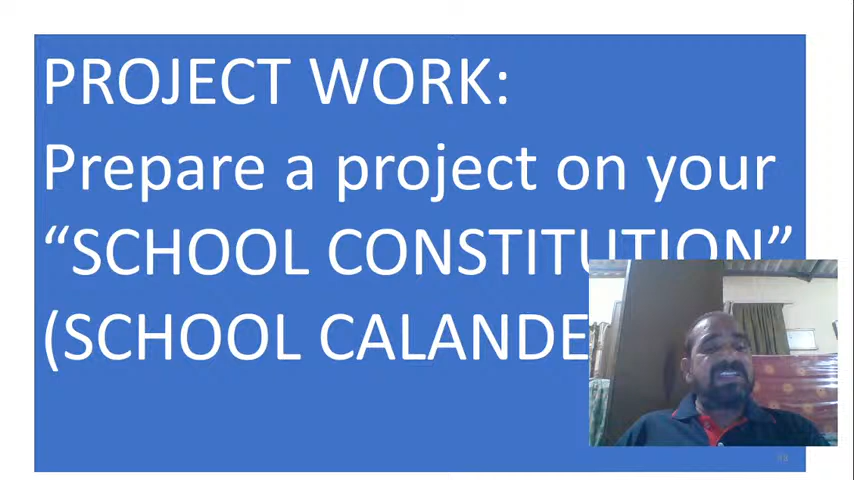 PROJECT WORK:
Prepare a project on your
“SCHOOL CONSTITUTION”
(SCHOOL CALANDE